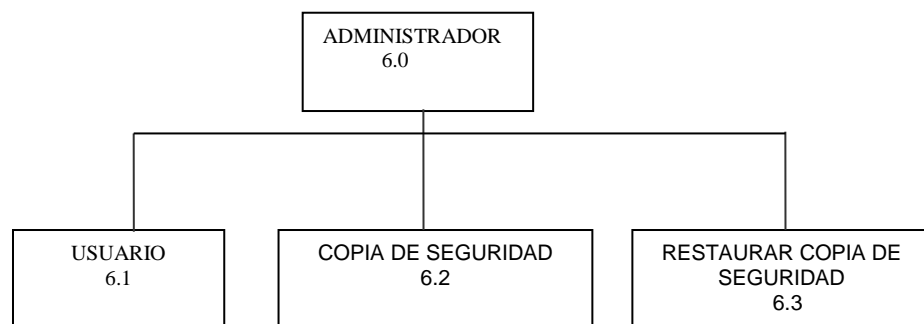 ADMINISTRADOR
6.0
USUARIO
6.1
COPIA DE SEGURIDAD
6.2
RESTAURAR COPIA DE
SEGURIDAD
6.3